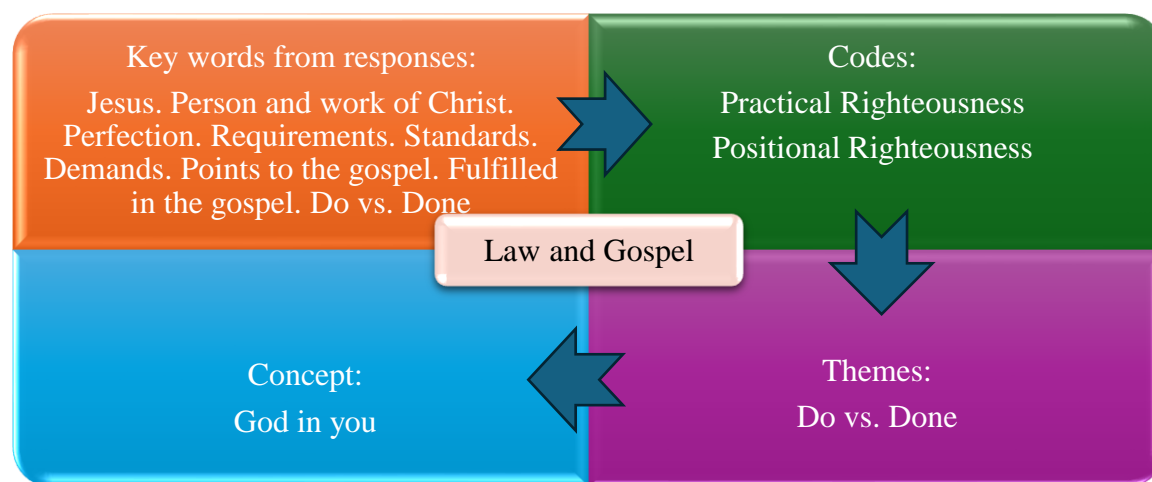 Key words from responses:
Jesus. Person and work of Christ.
Perfection. Requirements. Standards.
Demands. Points to the gospel. Fulfilled
in the gospel. Do vs. Done
Codes:
Practical Righteousness
Positional Righteousness
Law and Gospel
Concept:
God in you
Themes:
Do vs. Done